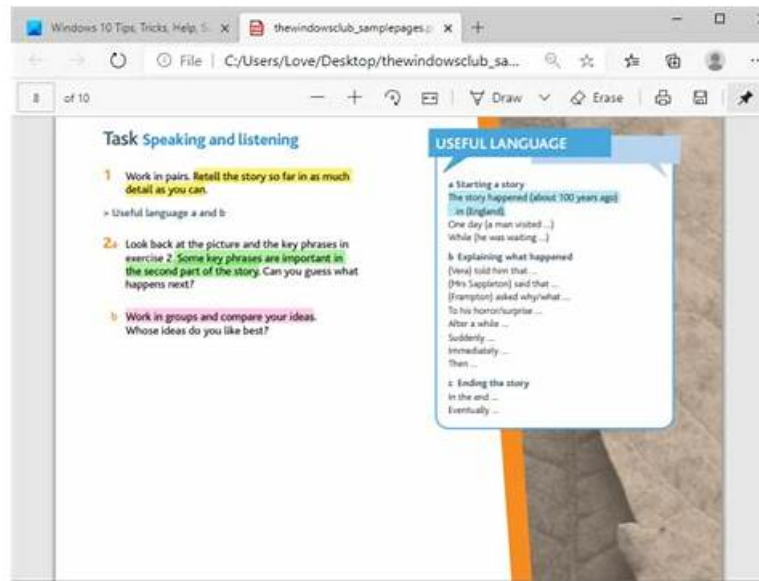 Windows 10 Tips, Tricks, Help, S
thewindowsclub_samplepages.p
File | C:/Users/Love/Desktop/thewindowsclub_sa...
8 of 10
Draw
Erase
Task Speaking and listening
1 Work in pairs. Retell the story so far in as much
detail as you can.
> Useful language a and b
2a Look back at the picture and the key phrases in
exercise 2. Some key phrases are important in
the second part of the story. Can you guess what
happens next?
b Work in groups and compare your ideas.
Whose ideas do you like best?
USEFUL LANGUAGE
a Starting a story
The story happened (about 100 years ago)
in (England).
One day (a man visited ...)
While (he was waiting ...)
b Explaining what happened
(Vera) told him that ...
(Mrs Sappleton) said that ...
(Frampton) asked why/what ...
To his horror/surprise ...
After a while ...
Suddenly ...
Immediately ...
Then ...
c Ending the story
In the end ...
Eventually ...